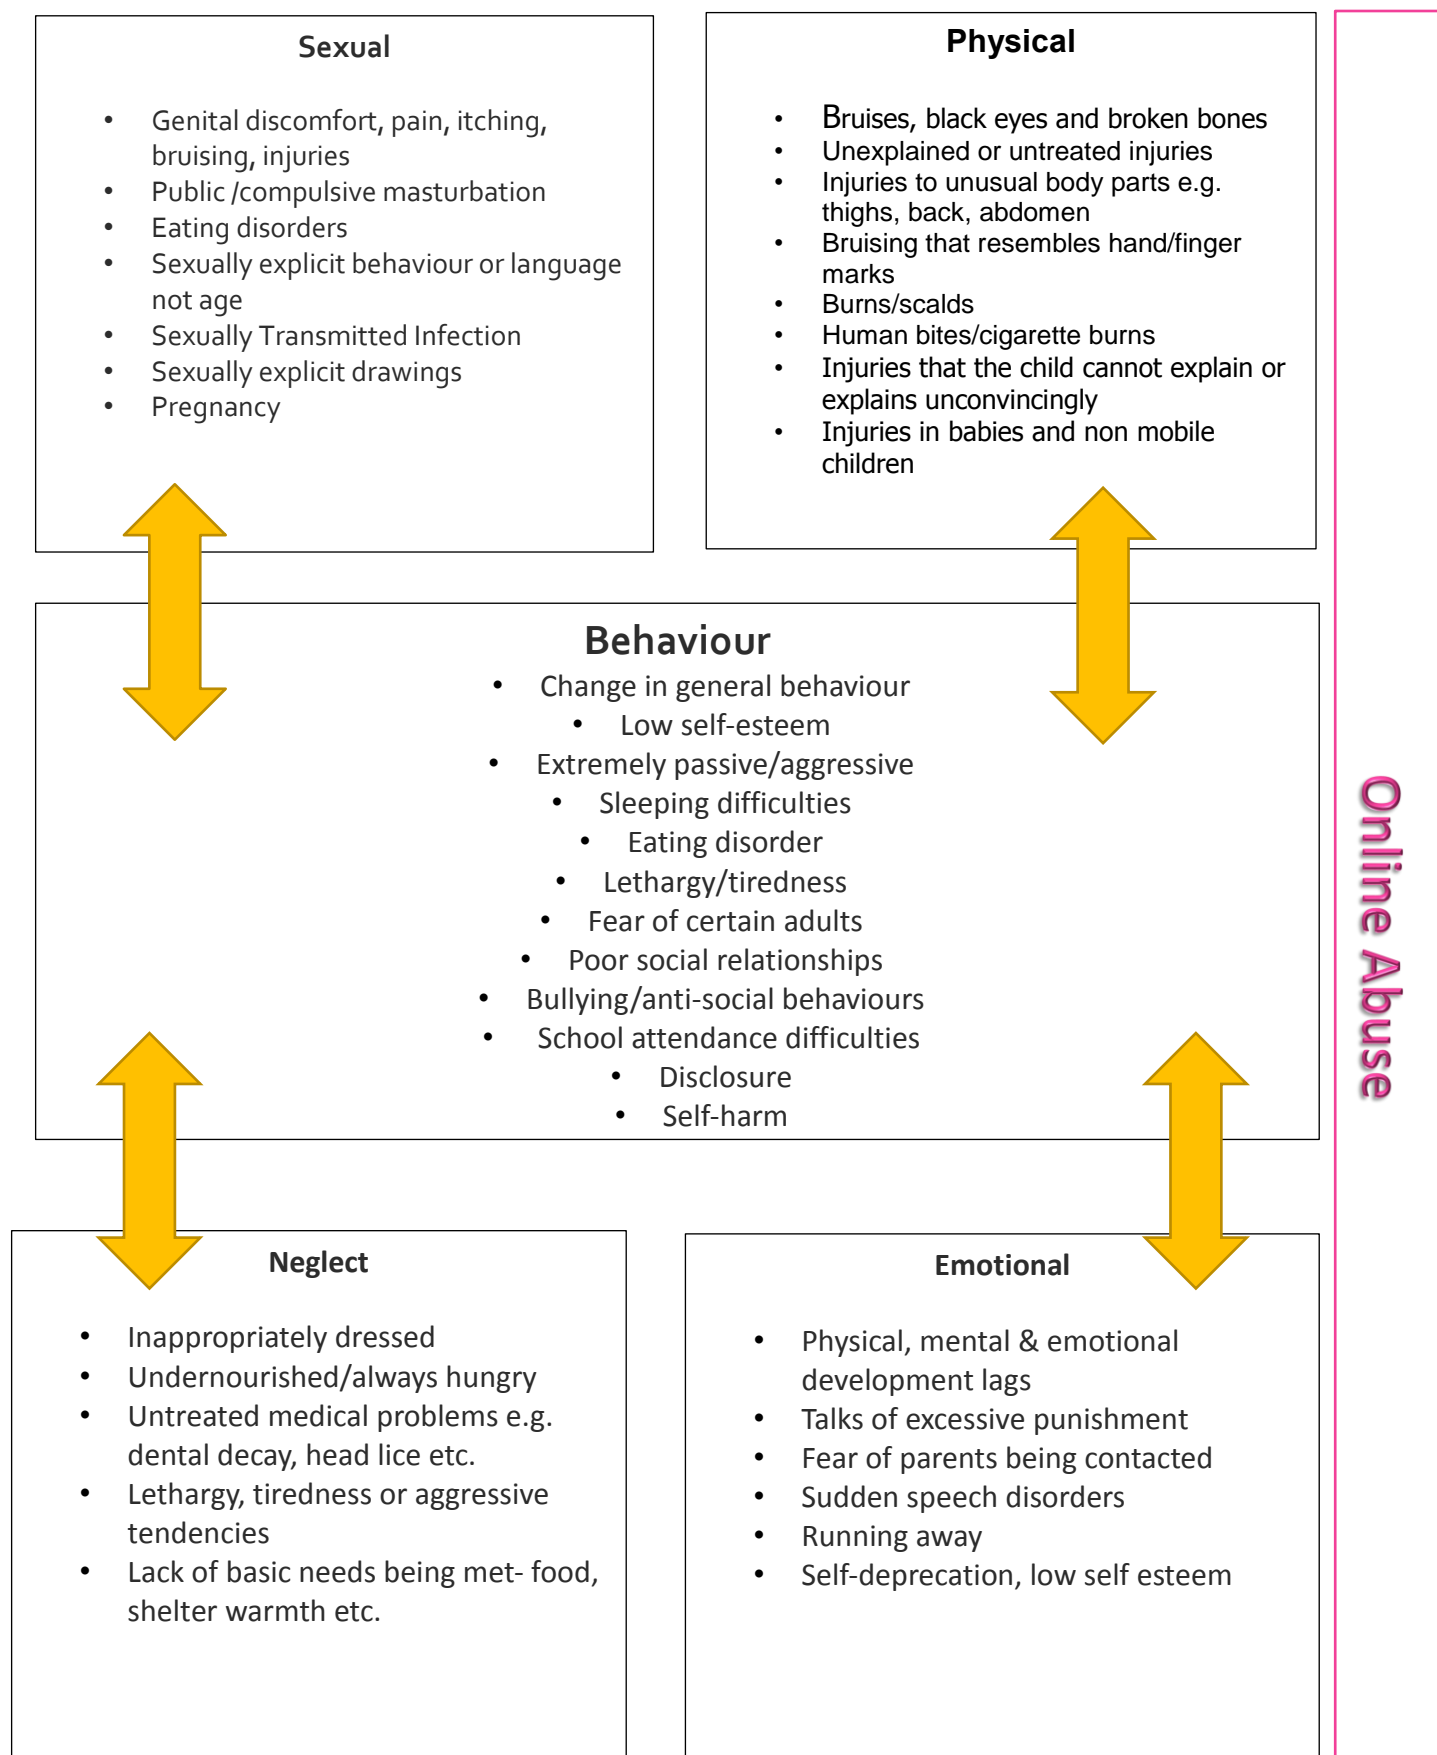 Sexual
• Genital discomfort, pain, itching,
bruising, injuries
• Public /compulsive masturbation
• Eating disorders
• Sexually explicit behaviour or language
not age
• Sexually Transmitted Infection
• Sexually explicit drawings
• Pregnancy
Physical
• Bruises, black eyes and broken bones
• Unexplained or untreated injuries
• Injuries to unusual body parts e.g.
thighs, back, abdomen
• Bruising that resembles hand/finger
marks
• Burns/scalds
• Human bites/cigarette burns
• Injuries that the child cannot explain or
explains unconvincingly
• Injuries in babies and non mobile
children
Behaviour
• Change in general behaviour
• Low self-esteem
• Extremely passive/aggressive
• Sleeping difficulties
• Eating disorder
• Lethargy/tiredness
• Fear of certain adults
• Poor social relationships
• Bullying/anti-social behaviours
• School attendance difficulties
• Disclosure
• Self-harm
Neglect
• Inappropriately dressed
• Undernourished/always hungry
• Untreated medical problems e.g.
dental decay, head lice etc.
• Lethargy, tiredness or aggressive
tendencies
• Lack of basic needs being met- food,
shelter warmth etc.
Emotional
• Physical, mental & emotional
development lags
• Talks of excessive punishment
• Fear of parents being contacted
• Sudden speech disorders
• Running away
• Self-deprecation, low self esteem
Online Abuse